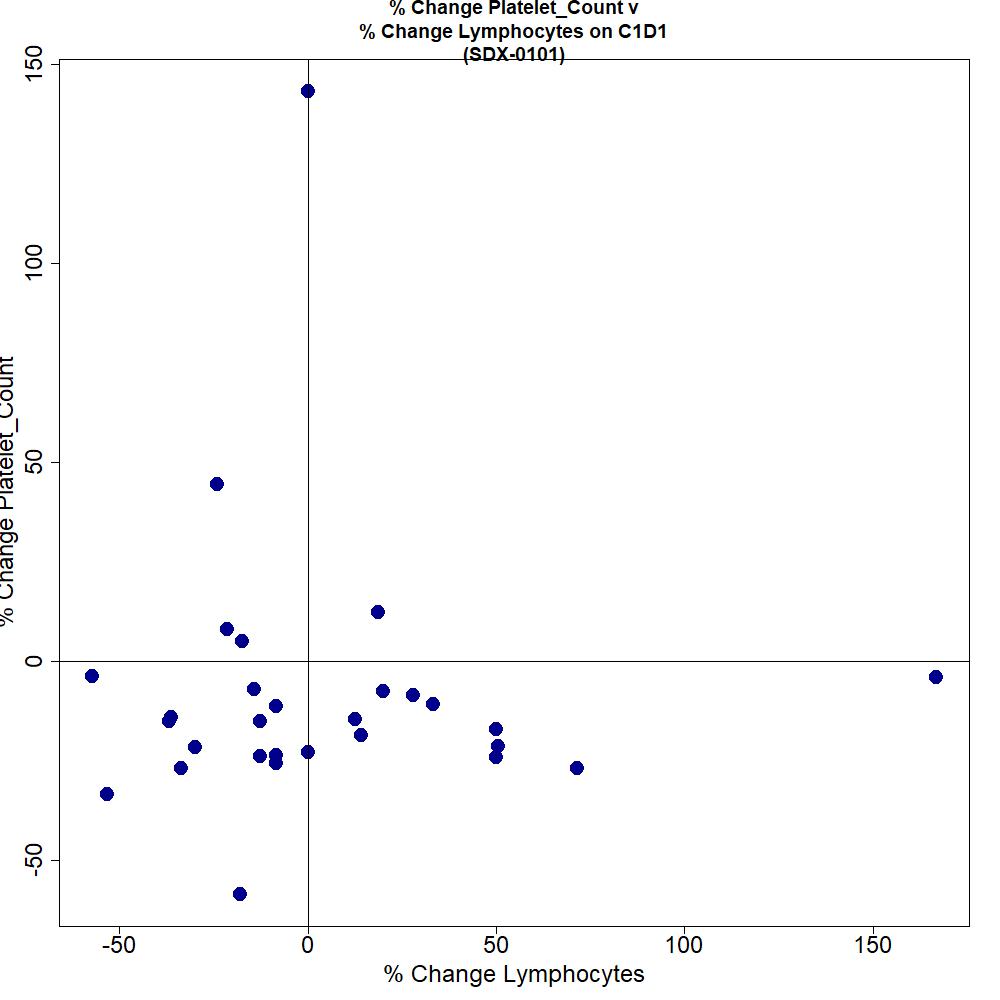 % Change Platelet_Count v
% Change Lymphocytes on C1D1
(SDX-0101)
150
100
50
0
-50
% Change Platelet_Count
-50
0
50
100
150
% Change Lymphocytes